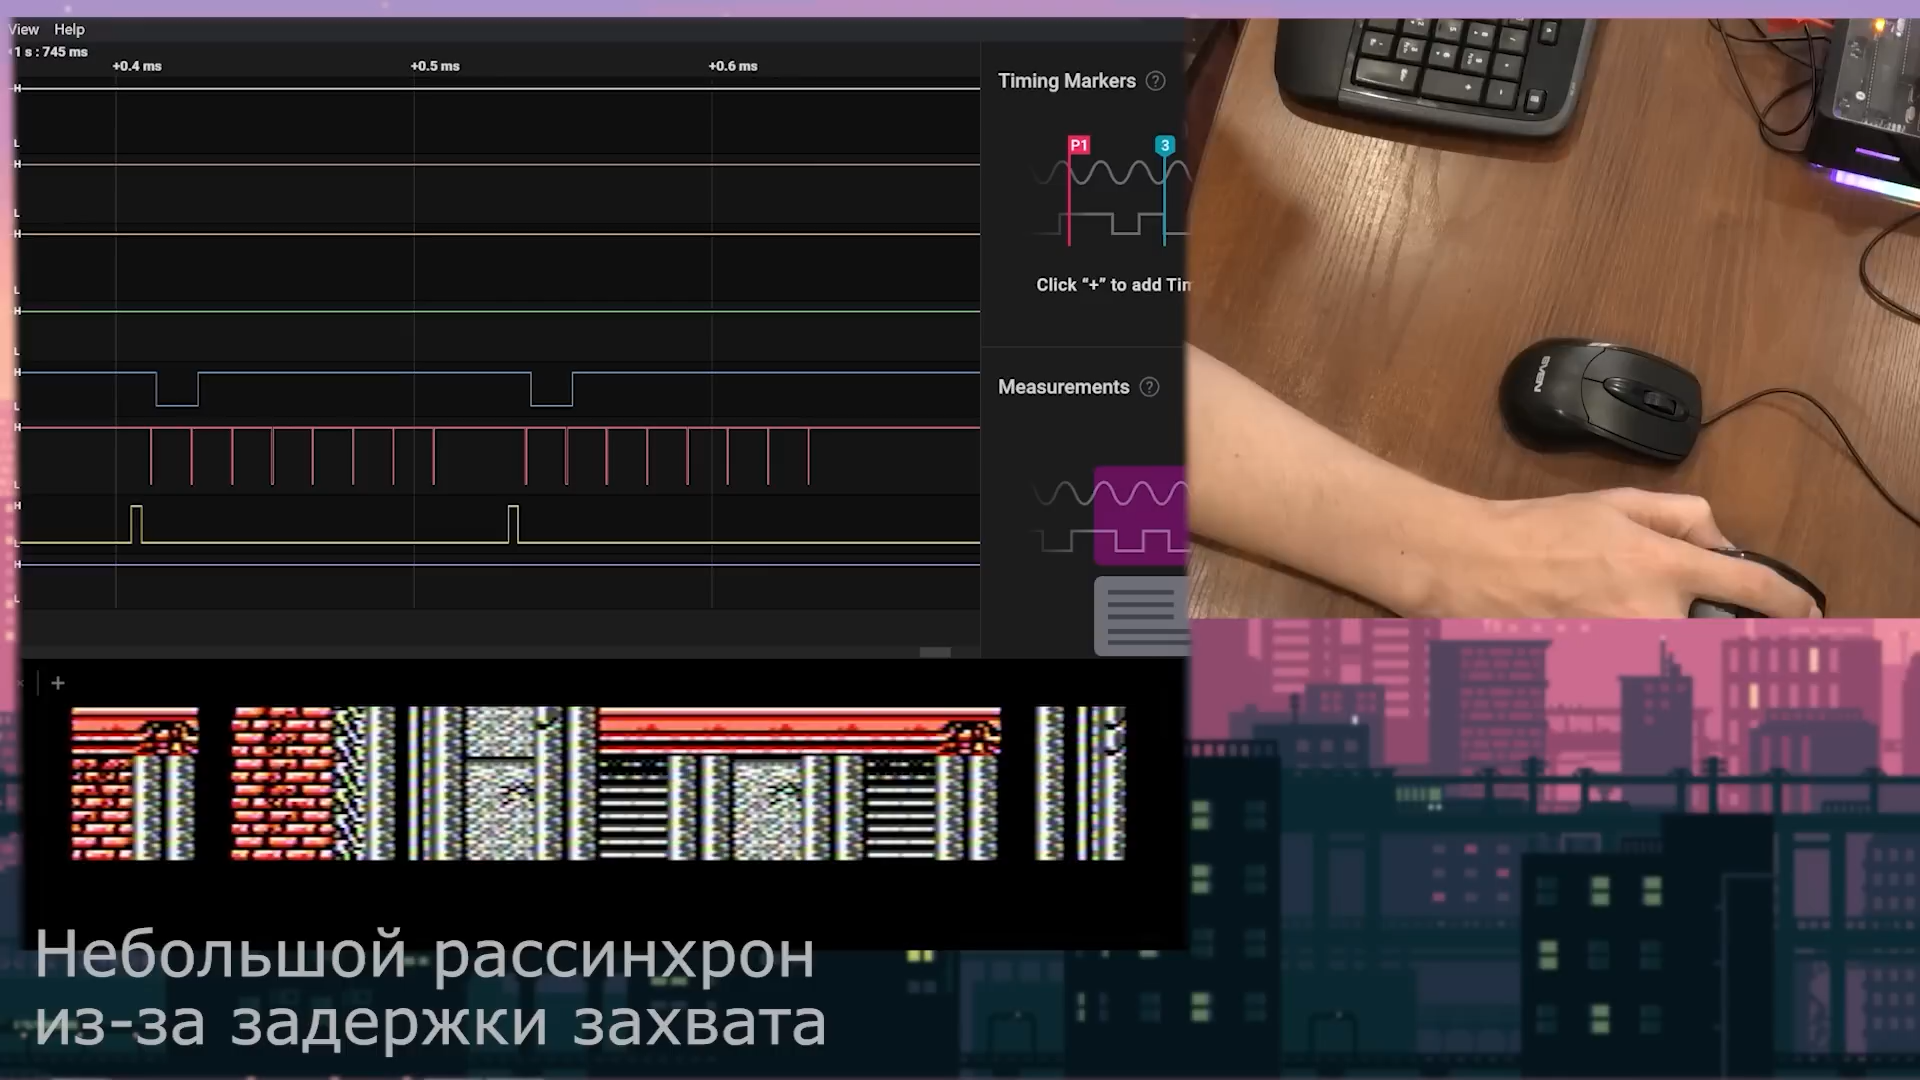 View Help
1 s : 745 ms
+0.4 ms +0.5 ms +0.6 ms
H
L
H
L
H
L
H
L
H
L
H
L
H
L
H
L
Timing Markers ?
P1 3
Click “+” to add Tim
Measurements ?
SVEN
× +
Небольшой рассинхрон
из-за задержки захвата